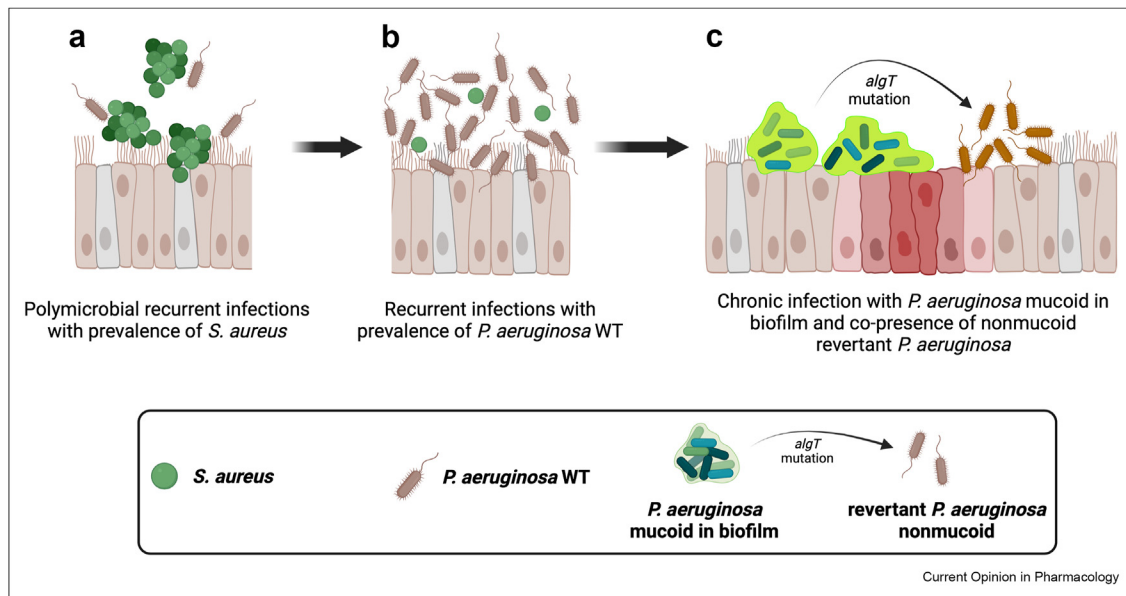 a
b
c
algT
mutation
Polymicrobial recurrent infections
with prevalence of S. aureus
Recurrent infections with
prevalence of P. aeruginosa WT
Chronic infection with P. aeruginosa mucoid in
biofilm and co-presence of nonmucoid
revertant P. aeruginosa
S. aureus
P. aeruginosa WT
algT
mutation
P. aeruginosa
mucoid in biofilm
revertant P. aeruginosa
nonmucoid
Current Opinion in Pharmacology